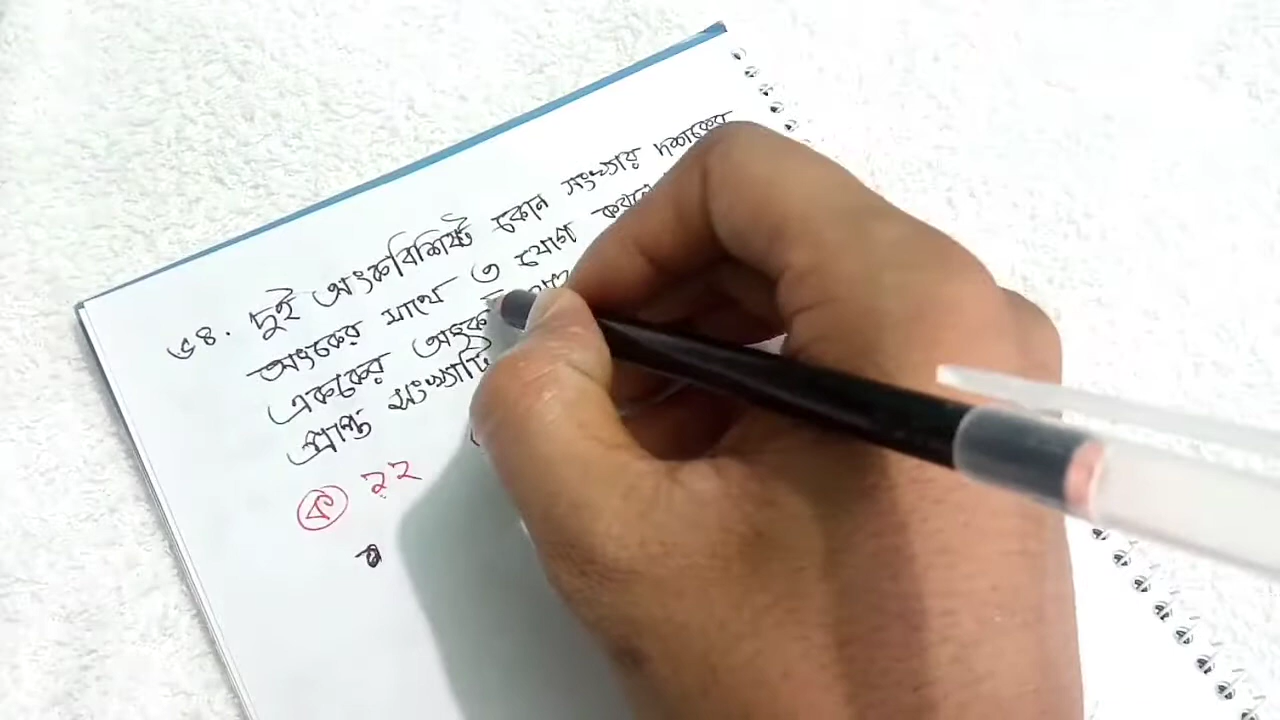 ৬৪. দুই অংকবিশিষ্ট কোন সংখ্যার দশকের
অংকের সাথে ৩ যোগ করলে
এককের অংক
প্রাপ্ত সংখ্যাটি
ক ২২